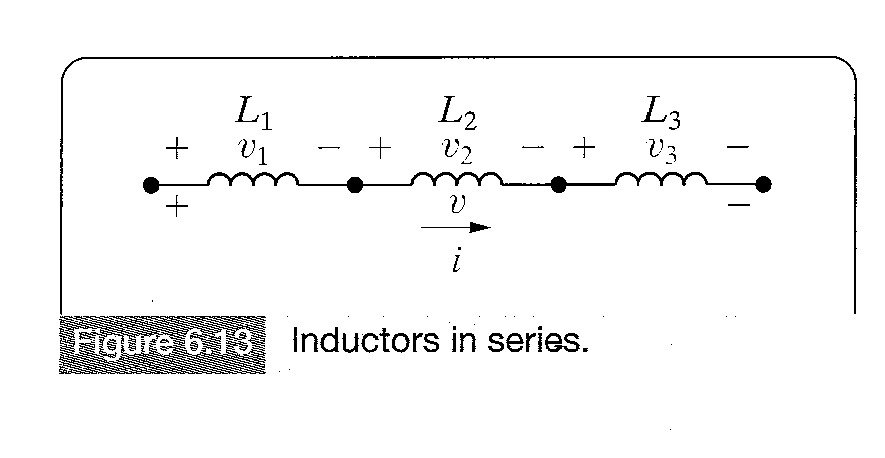 L1 L2 L3
+ v1 − + v2 − + v3 −
+ v −
i
Figure 6.13 Inductors in series.